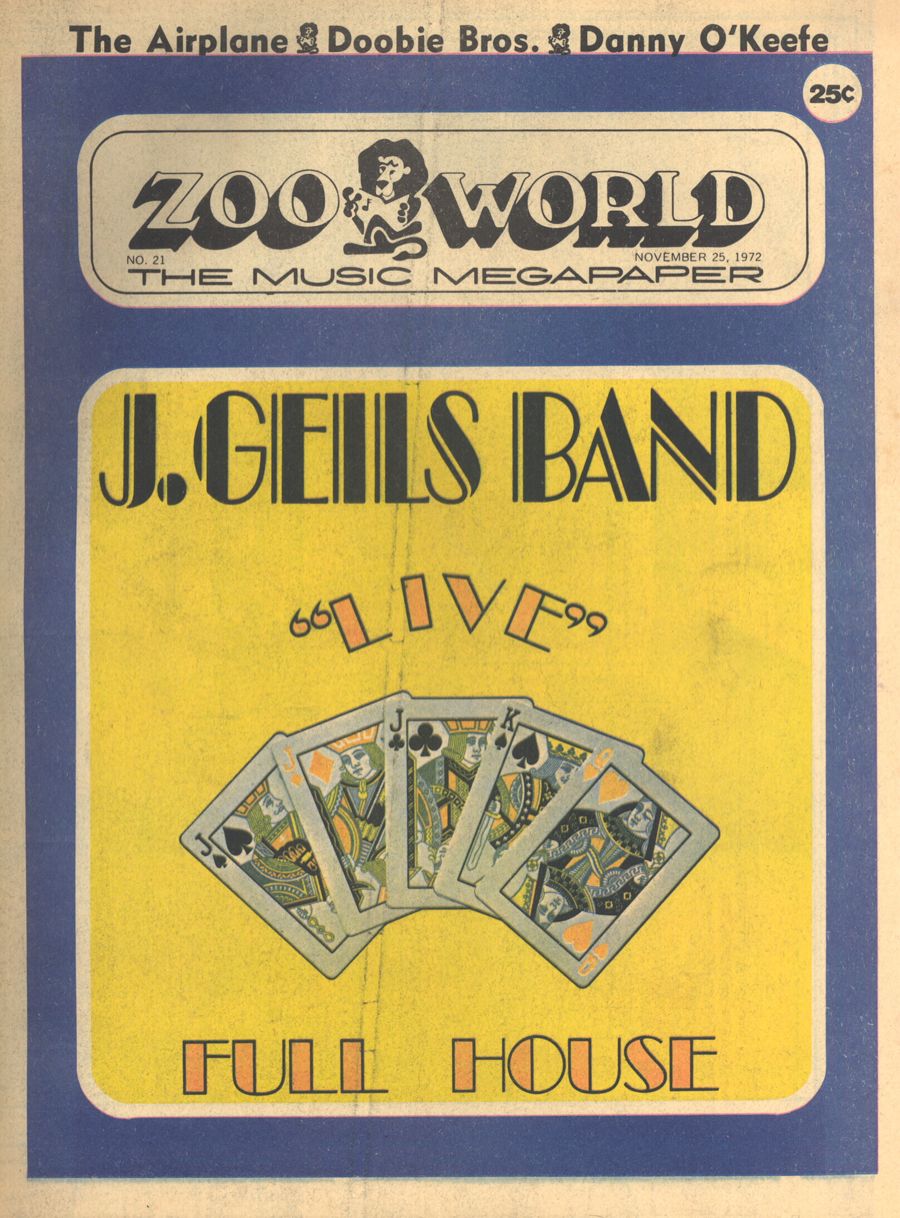 The Airplane Doobie Bros. Danny O'Keefe
25¢
ZOO WORLD
NO. 21 NOVEMBER 25, 1972
THE MUSIC MEGAPAPER
J. GEILS BAND
"LIVE"
J
J
J
K
Q
Q
FULL HOUSE